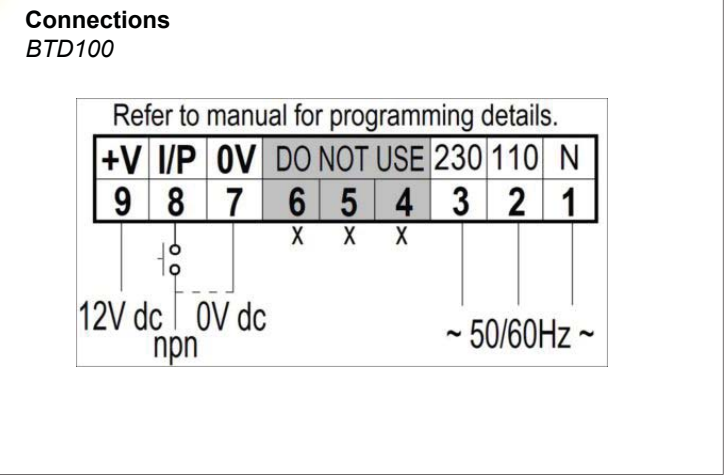 Connections
BTD100
Refer to manual for programming details.
+V I/P 0V DO NOT USE 230 110 N
9 8 7 6 5 4 3 2 1
X X X
12V dc 0V dc ~ 50/60Hz ~
npn